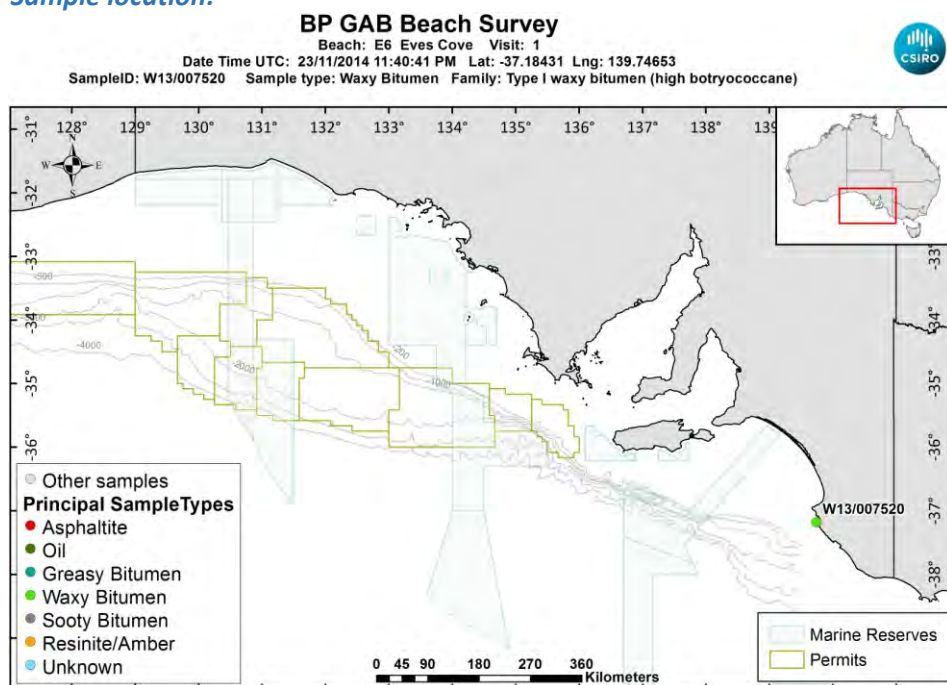 Sample location:
BP GAB Beach Survey
Beach: E6 Eves Cove Visit: 1
Date Time UTC: 23/11/2014 11:40:41 PM Lat: -37.18431 Lng: 139.74653
SampleID: W13/007520 Sample type: Waxy Bitumen Family: Type I waxy bitumen (high botryococcane)
CSIRO
128° 129° 130° 131° 132° 133° 134° 135° 136° 137° 138° 139
-31°
-32°
-33°
-34°
-35°
-36°
-37°
-38°
N
W E
S
-31°
-32°
-33°
-34°
-35°
-36°
-37°
-38°
-4000
-2000
-200
-1000
W13/007520
Other samples
Principal SampleTypes
Asphaltite
Oil
Greasy Bitumen
Waxy Bitumen
Sooty Bitumen
Resinite/Amber
Unknown
0 45 90 180 270 360
Kilometers
Marine Reserves
Permits